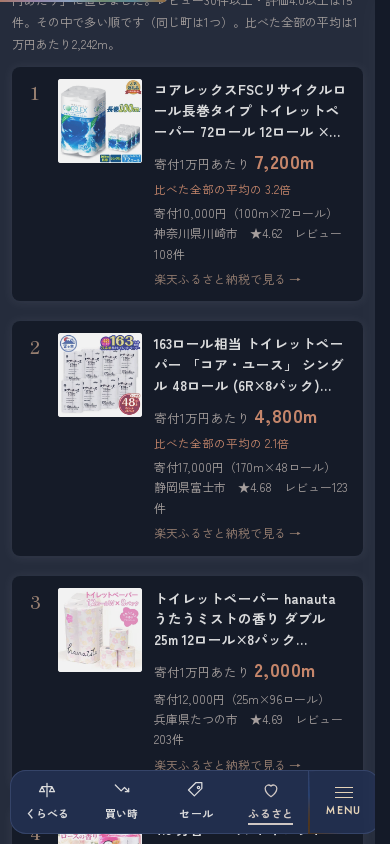 件。その中で多い順です（同じ町は1つ）。比べた全部の平均は1
万円あたり2,242m。
1
コアレックスFSCリサイクルロ
ール長巻タイプ トイレットペ
ーパー 72ロール 12ロール ×...
寄付1万円あたり 7,200m
比べた全部の平均の 3.2倍
寄付10,000円（100m×72ロール）
神奈川県川崎市 ★4.62 レビュー
108件
楽天ふるさと納税で見る →
2
163ロール相当 トイレットペー
パー 「コア・ユース」 シング
ル 48ロール (6R×8パック)...
寄付1万円あたり 4,800m
比べた全部の平均の 2.1倍
寄付17,000円（170m×48ロール）
静岡県富士市 ★4.68 レビュー123
件
楽天ふるさと納税で見る →
3
トイレットペーパー hanauta
うたうミストの香り ダブル
25m 12ロール×8パック...
寄付1万円あたり 2,000m
寄付12,000円（25m×96ロール）
兵庫県たつの市 ★4.69 レビュー
203件
楽天ふるさと納税で見る →
くらべる 買い時 セール ふるさと MENU